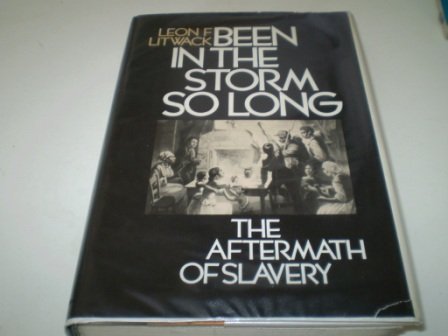 LEON F.
LITWACK
BEEN
IN THE
STORM
SO LONG
THE
AFTERMATH
OF SLAVERY